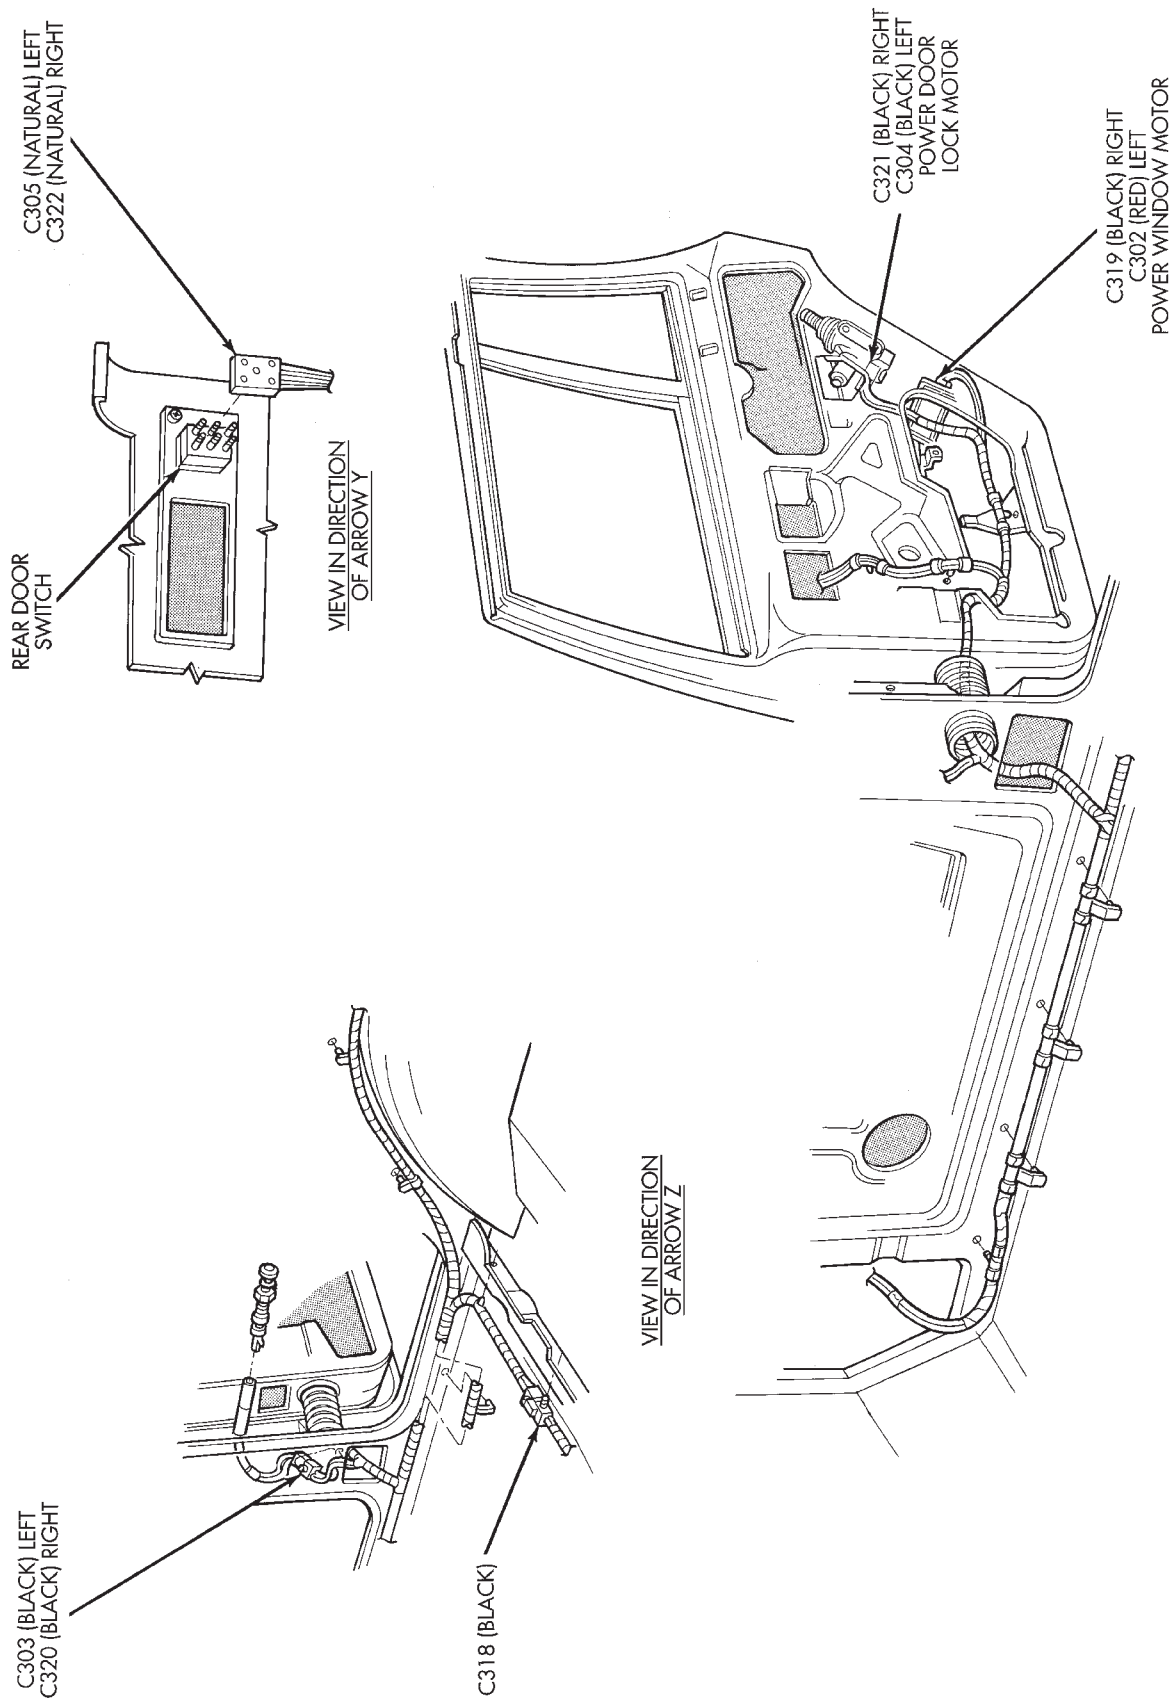 C303 (BLACK) LEFT
C320 (BLACK) RIGHT
C318 (BLACK)
VIEW IN DIRECTION
OF ARROW Z
REAR DOOR
SWITCH
C305 (NATURAL) LEFT
C322 (NATURAL) RIGHT
VIEW IN DIRECTION
OF ARROW Y
C321 (BLACK) RIGHT
C304 (BLACK) LEFT
POWER DOOR
LOCK MOTOR
C319 (BLACK) RIGHT
C302 (RED) LEFT
POWER WINDOW MOTOR